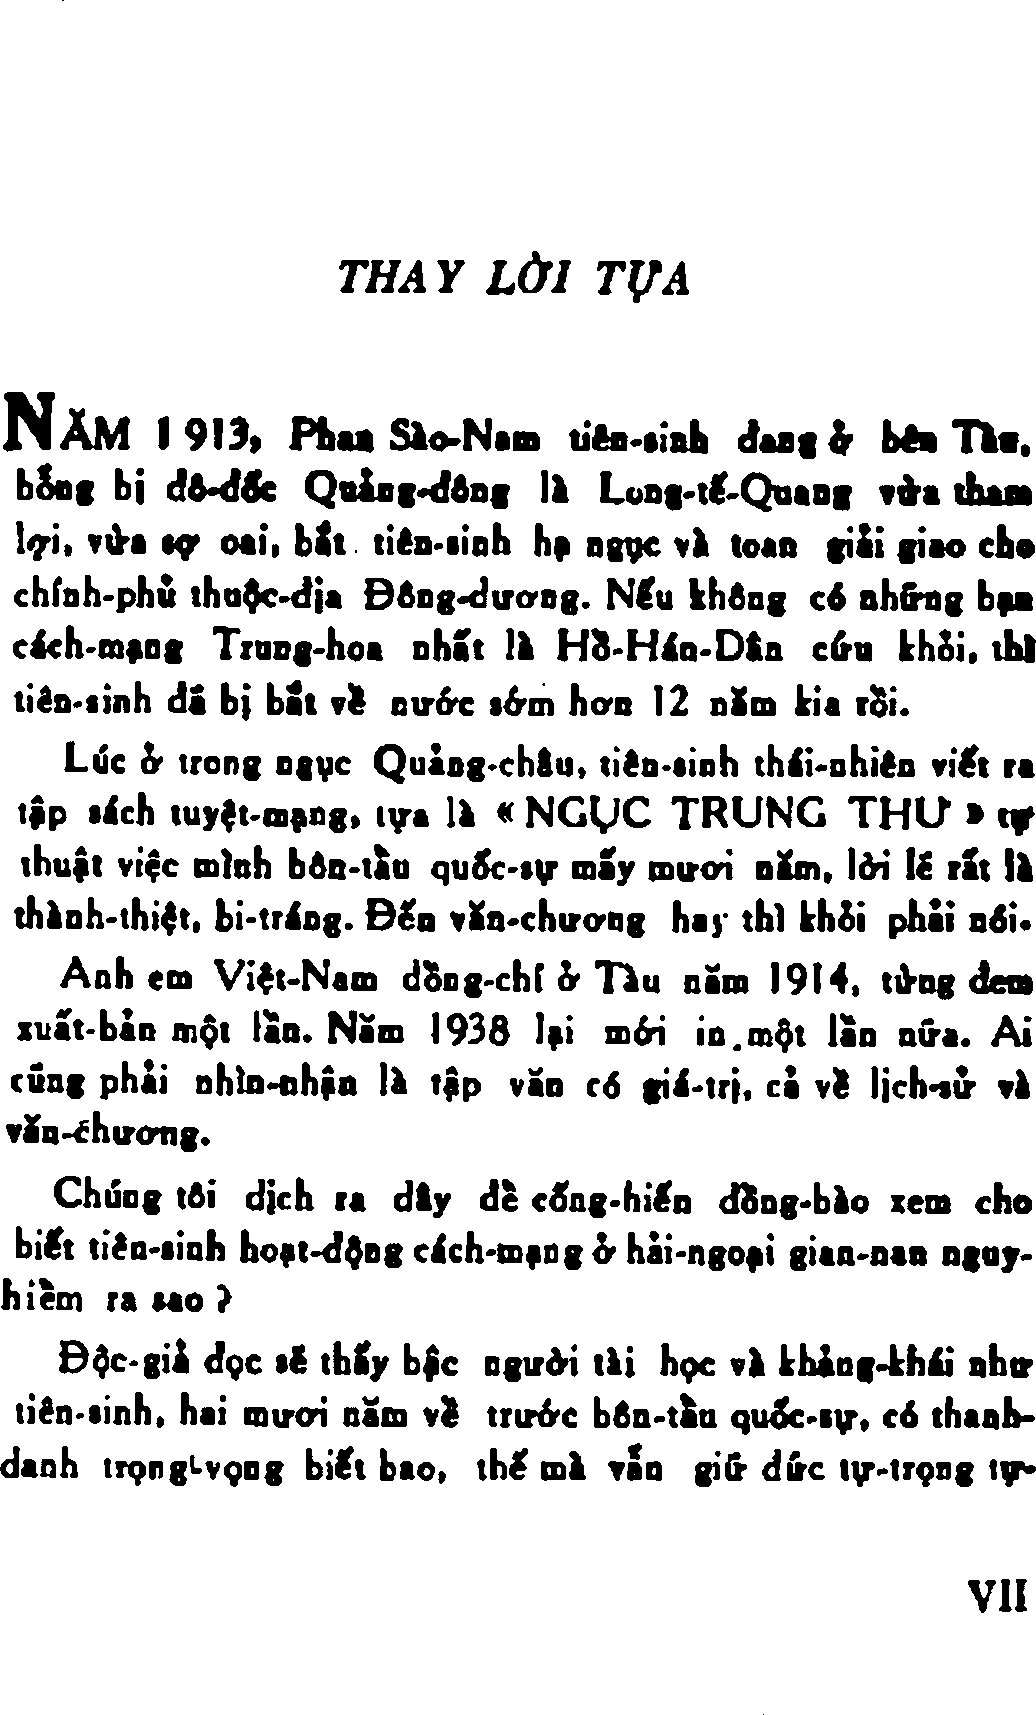 THAY LỜI TỰA
NĂM 1913, Phan Sào-Nam tiên-sinh đang ở bên Tàu,
bỗng bị đô-đốc Quảng-đông là Long-tế-Quang vừa tham
lợi, vừa sợ oai, bắt tiên-sinh hạ ngục và toan giải giao cho
chính-phủ thuộc-địa Đông-dương. Nếu không có những bạn
cách-mạng Trung-hoa nhất là Hồ-Hán-Dân cứu khỏi, thì
tiên-sinh đã bị bắt về nước sớm hơn 12 năm kia rồi.
Lúc ở trong ngục Quảng-châu, tiên-sinh thái-nhiên viết ra
tập sách tuyệt-mạng, tựa là « NGỤC TRUNG THƯ » tự
thuật việc mình bôn-tầu quốc-sự mấy mươi năm, lời lẽ rất là
thành-thiệt, bi-tráng. Đến văn-chương hay thì khỏi phải nói.
Anh em Việt-Nam đồng-chí ở Tàu năm 1914, từng đem
xuất-bản một lần. Năm 1938 lại mới in một lần nữa. Ai
cũng phải nhìn-nhận là tập văn có giá-trị, cả về lịch-sử và
văn-chương.
Chúng tôi dịch ra đây để cống-hiến đồng-bào xem cho
biết tiên-sinh hoạt-động cách-mạng ở hải-ngoại gian-nan nguy-
hiểm ra sao ?
Độc-giả đọc sẽ thấy bậc người tài học và khảng-khái như
tiên-sinh, hai mươi năm về trước bôn-tầu quốc-sự, có thanh-
danh trọng-vọng biết bao, thế mà vẫn giữ đức tự-trọng tự-
VII